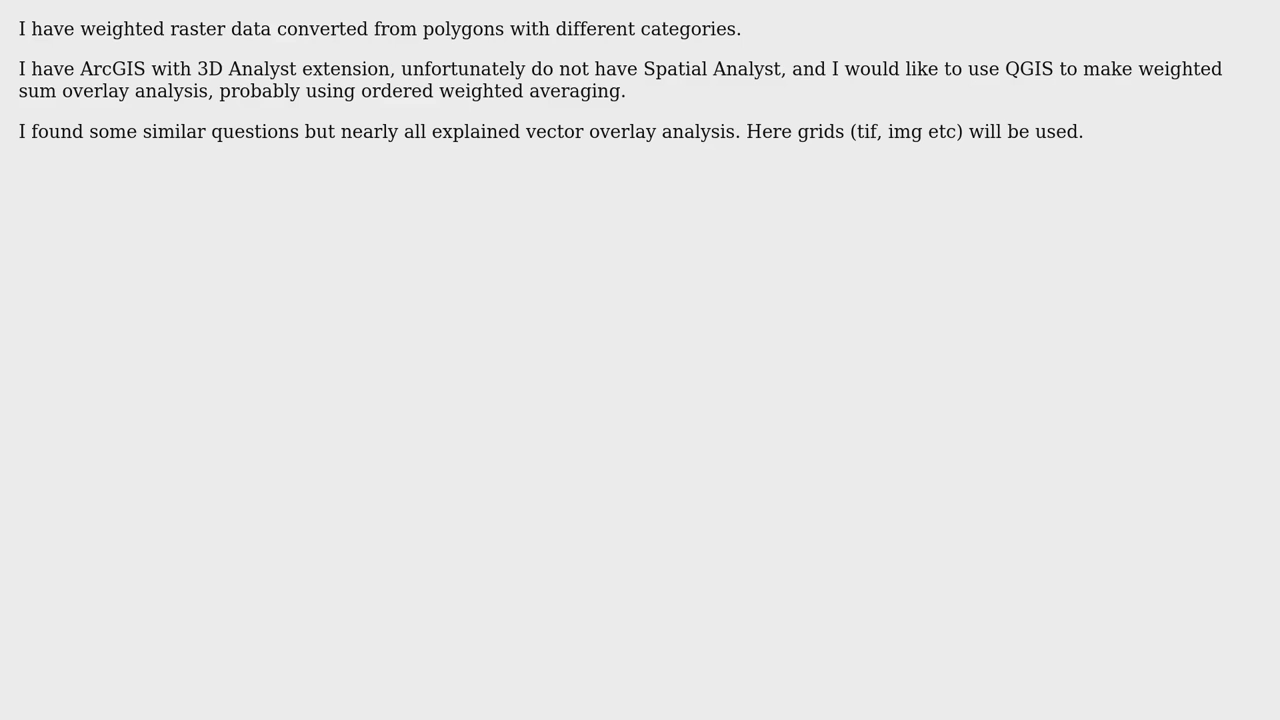 I have weighted raster data converted from polygons with different categories.
I have ArcGIS with 3D Analyst extension, unfortunately do not have Spatial Analyst, and I would like to use QGIS to make weighted
sum overlay analysis, probably using ordered weighted averaging.
I found some similar questions but nearly all explained vector overlay analysis. Here grids (tif, img etc) will be used.